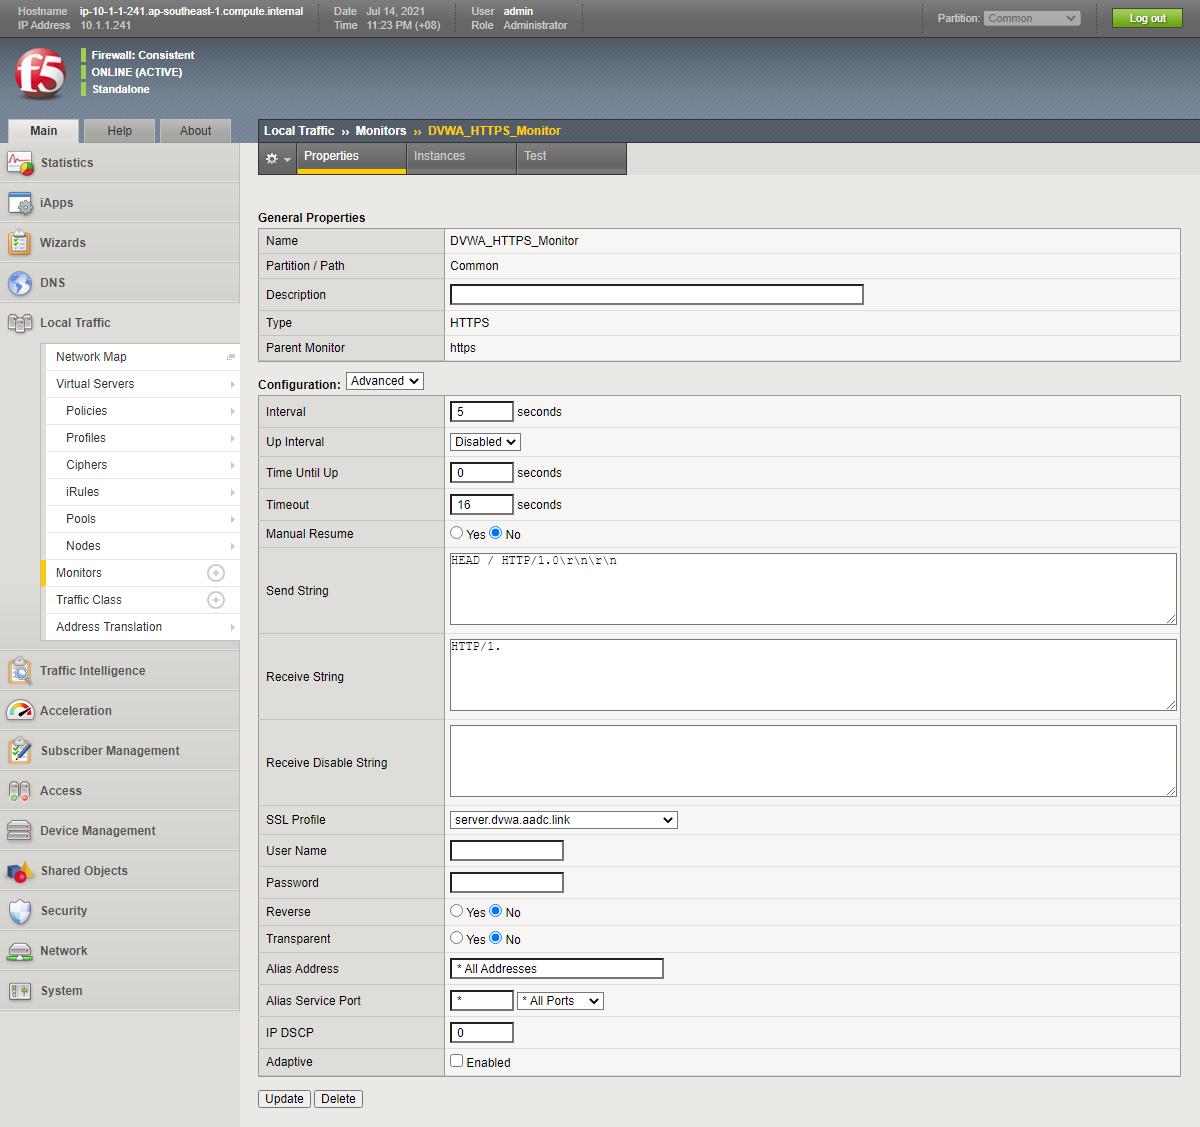 Hostname ip-10-1-1-241.ap-southeast-1.compute.internal Date Jul 14, 2021 User admin
IP Address 10.1.1.241 Time 11:23 PM (+08) Role Administrator
Partition: Common Log out
f5
Firewall: Consistent
ONLINE (ACTIVE)
Standalone
Main Help About
Statistics
iApps
Wizards
DNS
Local Traffic
Network Map
Virtual Servers
Policies
Profiles
Ciphers
iRules
Pools
Nodes
Monitors
Traffic Class
Address Translation
Traffic Intelligence
Acceleration
Subscriber Management
Access
Device Management
Shared Objects
Security
Network
System
Local Traffic ›› Monitors ›› DVWA_HTTPS_Monitor
Properties Instances Test
General Properties
Name DVWA_HTTPS_Monitor
Partition / Path Common
Description
Type HTTPS
Parent Monitor https
Configuration: Advanced
Interval 5 seconds
Up Interval Disabled
Time Until Up 0 seconds
Timeout 16 seconds
Manual Resume Yes No
Send String HEAD / HTTP/1.0\r\n\r\n
Receive String HTTP/1.
Receive Disable String
SSL Profile server.dvwa.aadc.link
User Name
Password
Reverse Yes No
Transparent Yes No
Alias Address * All Addresses
Alias Service Port * * All Ports
IP DSCP 0
Adaptive Enabled
Update Delete